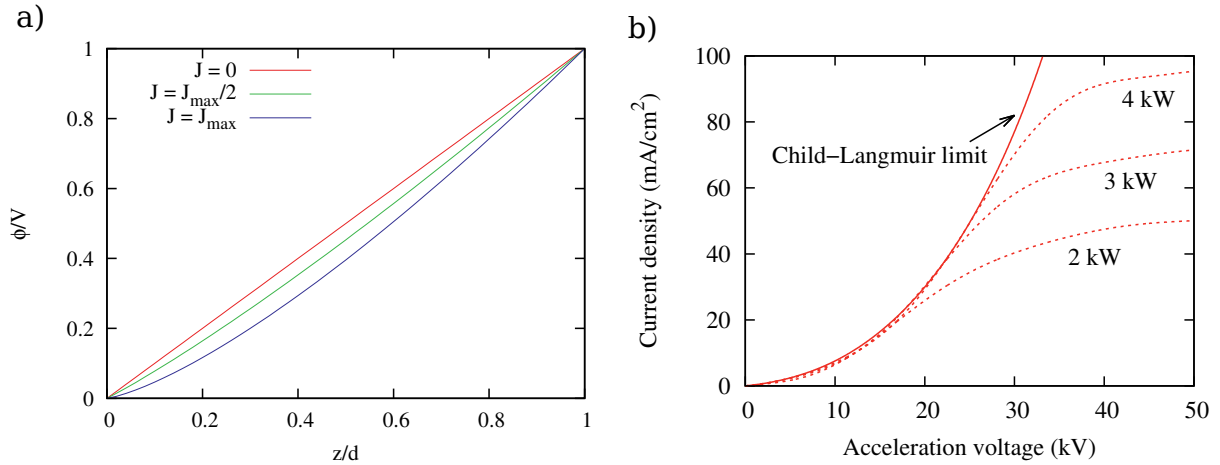 a)
1
0.8
0.6
0.4
0.2
0
ϕ/V
J = 0
J = J_max/2
J = J_max
0
0.2
0.4
0.6
0.8
1
z/d
b)
100
80
60
40
20
0
Current density (mA/cm²)
Child−Langmuir limit
4 kW
3 kW
2 kW
0
10
20
30
40
50
Acceleration voltage (kV)